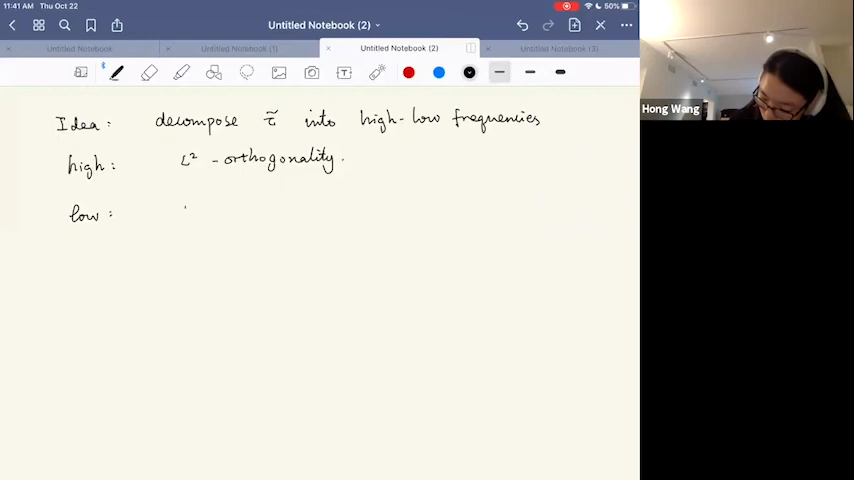 11:41 AM Thu Oct 22
50%
Untitled Notebook (2)
Untitled Notebook
Untitled Notebook (1)
Untitled Notebook (2)
Untitled Notebook (3)
Hong Wang
Idea: decompose τ̃ into high-low frequencies
high: L² - orthogonality.
low: